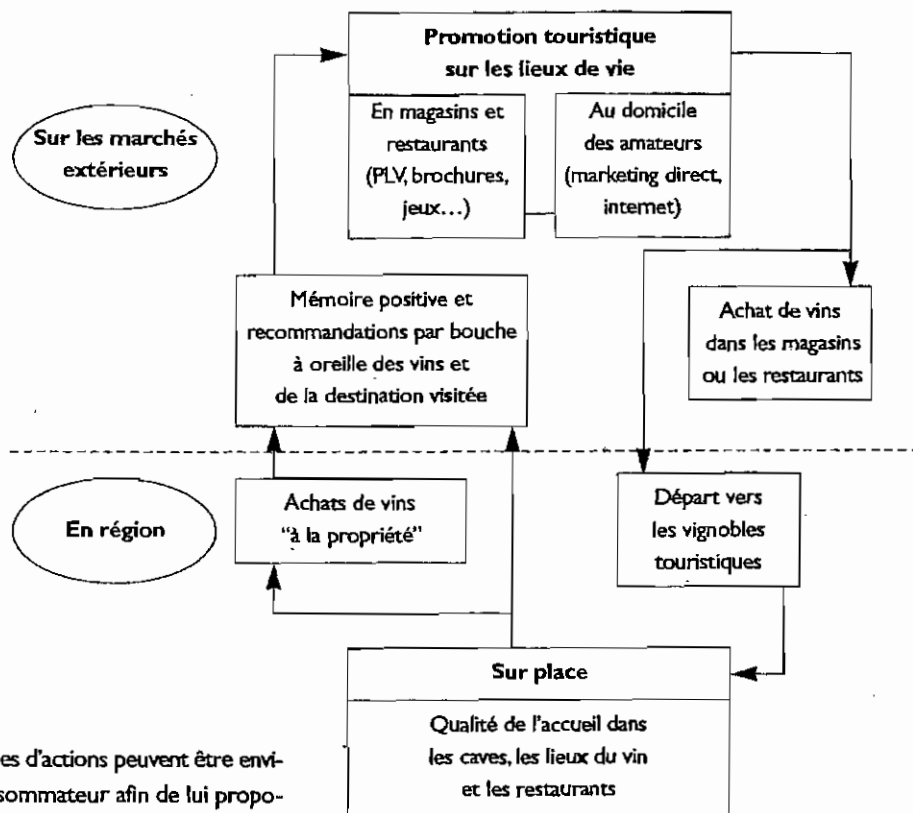 Promotion touristique
sur les lieux de vie
En magasins et
restaurants
(PLV, brochures,
jeux...)
Au domicile
des amateurs
(marketing direct,
internet)
Sur les marchés
extérieurs
Mémoire positive et
recommandations par bouche
à oreille des vins et
de la destination visitée
Achat de vins
dans les magasins
ou les restaurants
En région
Achats de vins
"à la propriété"
Départ vers
les vignobles
touristiques
Sur place
Qualité de l'accueil dans
les caves, les lieux du vin
et les restaurants
es d'actions peuvent être envi-
sommateur afin de lui propo-